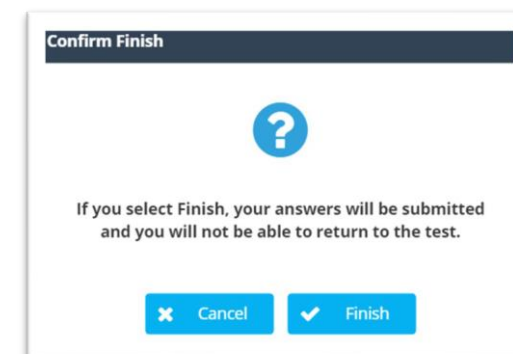 Confirm Finish
?
If you select Finish, your answers will be submitted
and you will not be able to return to the test.
Cancel Finish